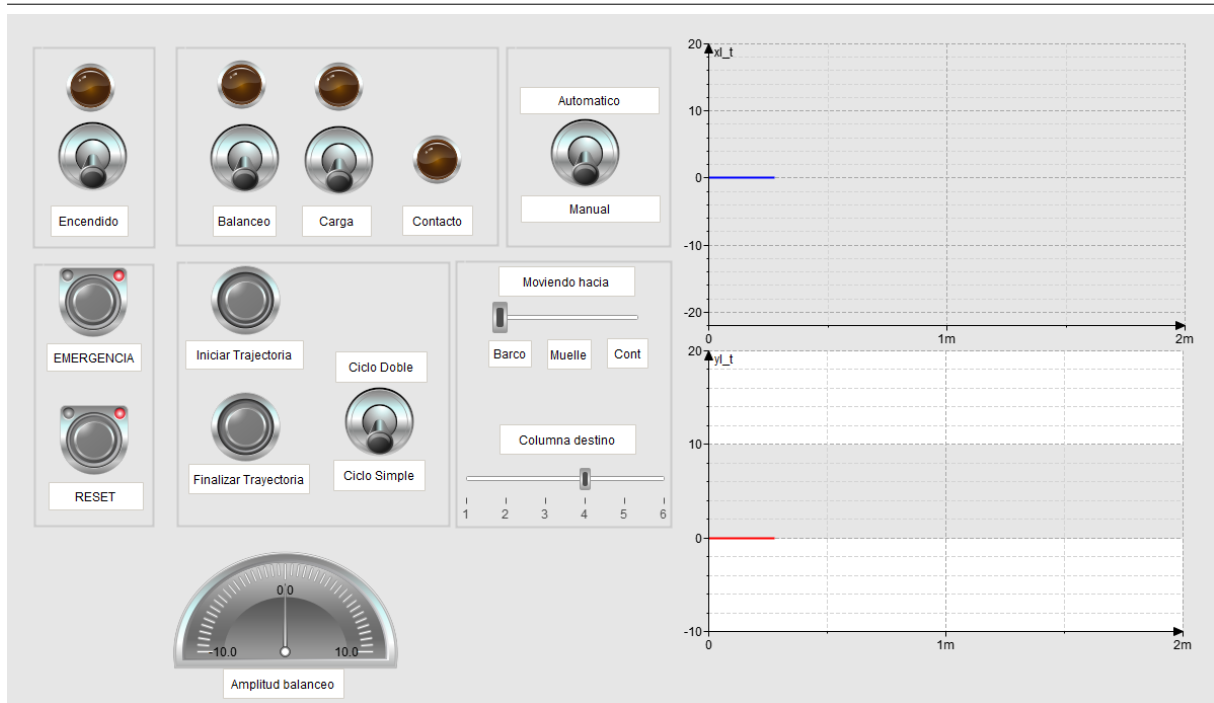 Encendido
Balanceo
Carga
Contacto
Automatico
Manual
EMERGENCIA
RESET
Iniciar Trajectoria
Finalizar Trayectoria
Ciclo Doble
Ciclo Simple
Moviendo hacia
Barco
Muelle
Cont
Columna destino
1 2 3 4 5 6
0.0
-10.0 10.0
Amplitud balanceo
xl_t
20
10
0
-10
-20
1m 2m
yl_t
20
10
0
-10
0 1m 2m